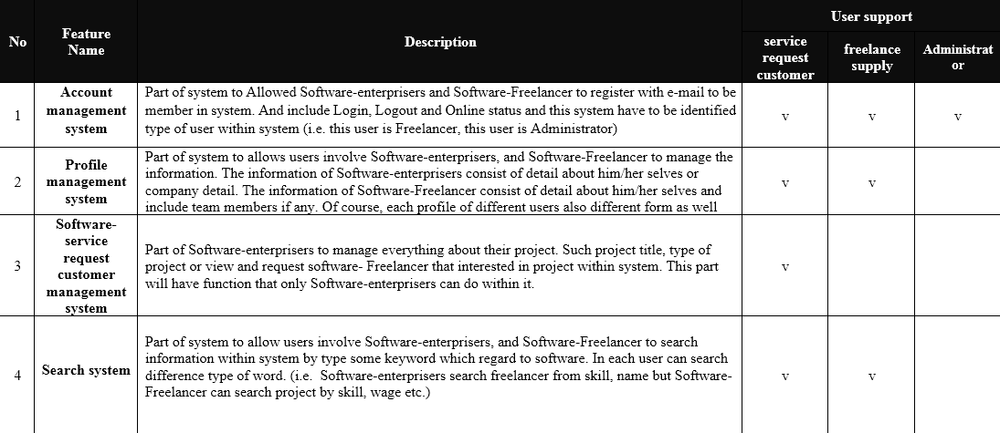 No
Feature
Name
Description
User support
service
request
customer
freelance
supply
Administrat
or
1
Account
management
system
Part of system to Allowed Software-enterprisers and Software-Freelancer to register with e-mail to be
member in system. And include Login, Logout and Online status and this system have to be identified
type of user within system (i.e. this user is Freelancer, this user is Administrator)
v
v
v
2
Profile
management
system
Part of system to allows users involve Software-enterprisers, and Software-Freelancer to manage the
information. The information of Software-enterprisers consist of detail about him/her selves or
company detail. The information of Software-Freelancer consist of detail about him/her selves and
include team members if any. Of course, each profile of different users also different form as well
v
v
3
Software-
service
request
customer
management
system
Part of Software-enterprisers to manage everything about their project. Such project title, type of
project or view and request software- Freelancer that interested in project within system. This part
will have function that only Software-enterprisers can do within it.
v
4
Search system
Part of system to allow users involve Software-enterprisers, and Software-Freelancer to search
information within system by type some keyword which regard to software. In each user can search
difference type of word. (i.e.  Software-enterprisers search freelancer from skill, name but Software-
Freelancer can search project by skill, wage etc.)
v
v